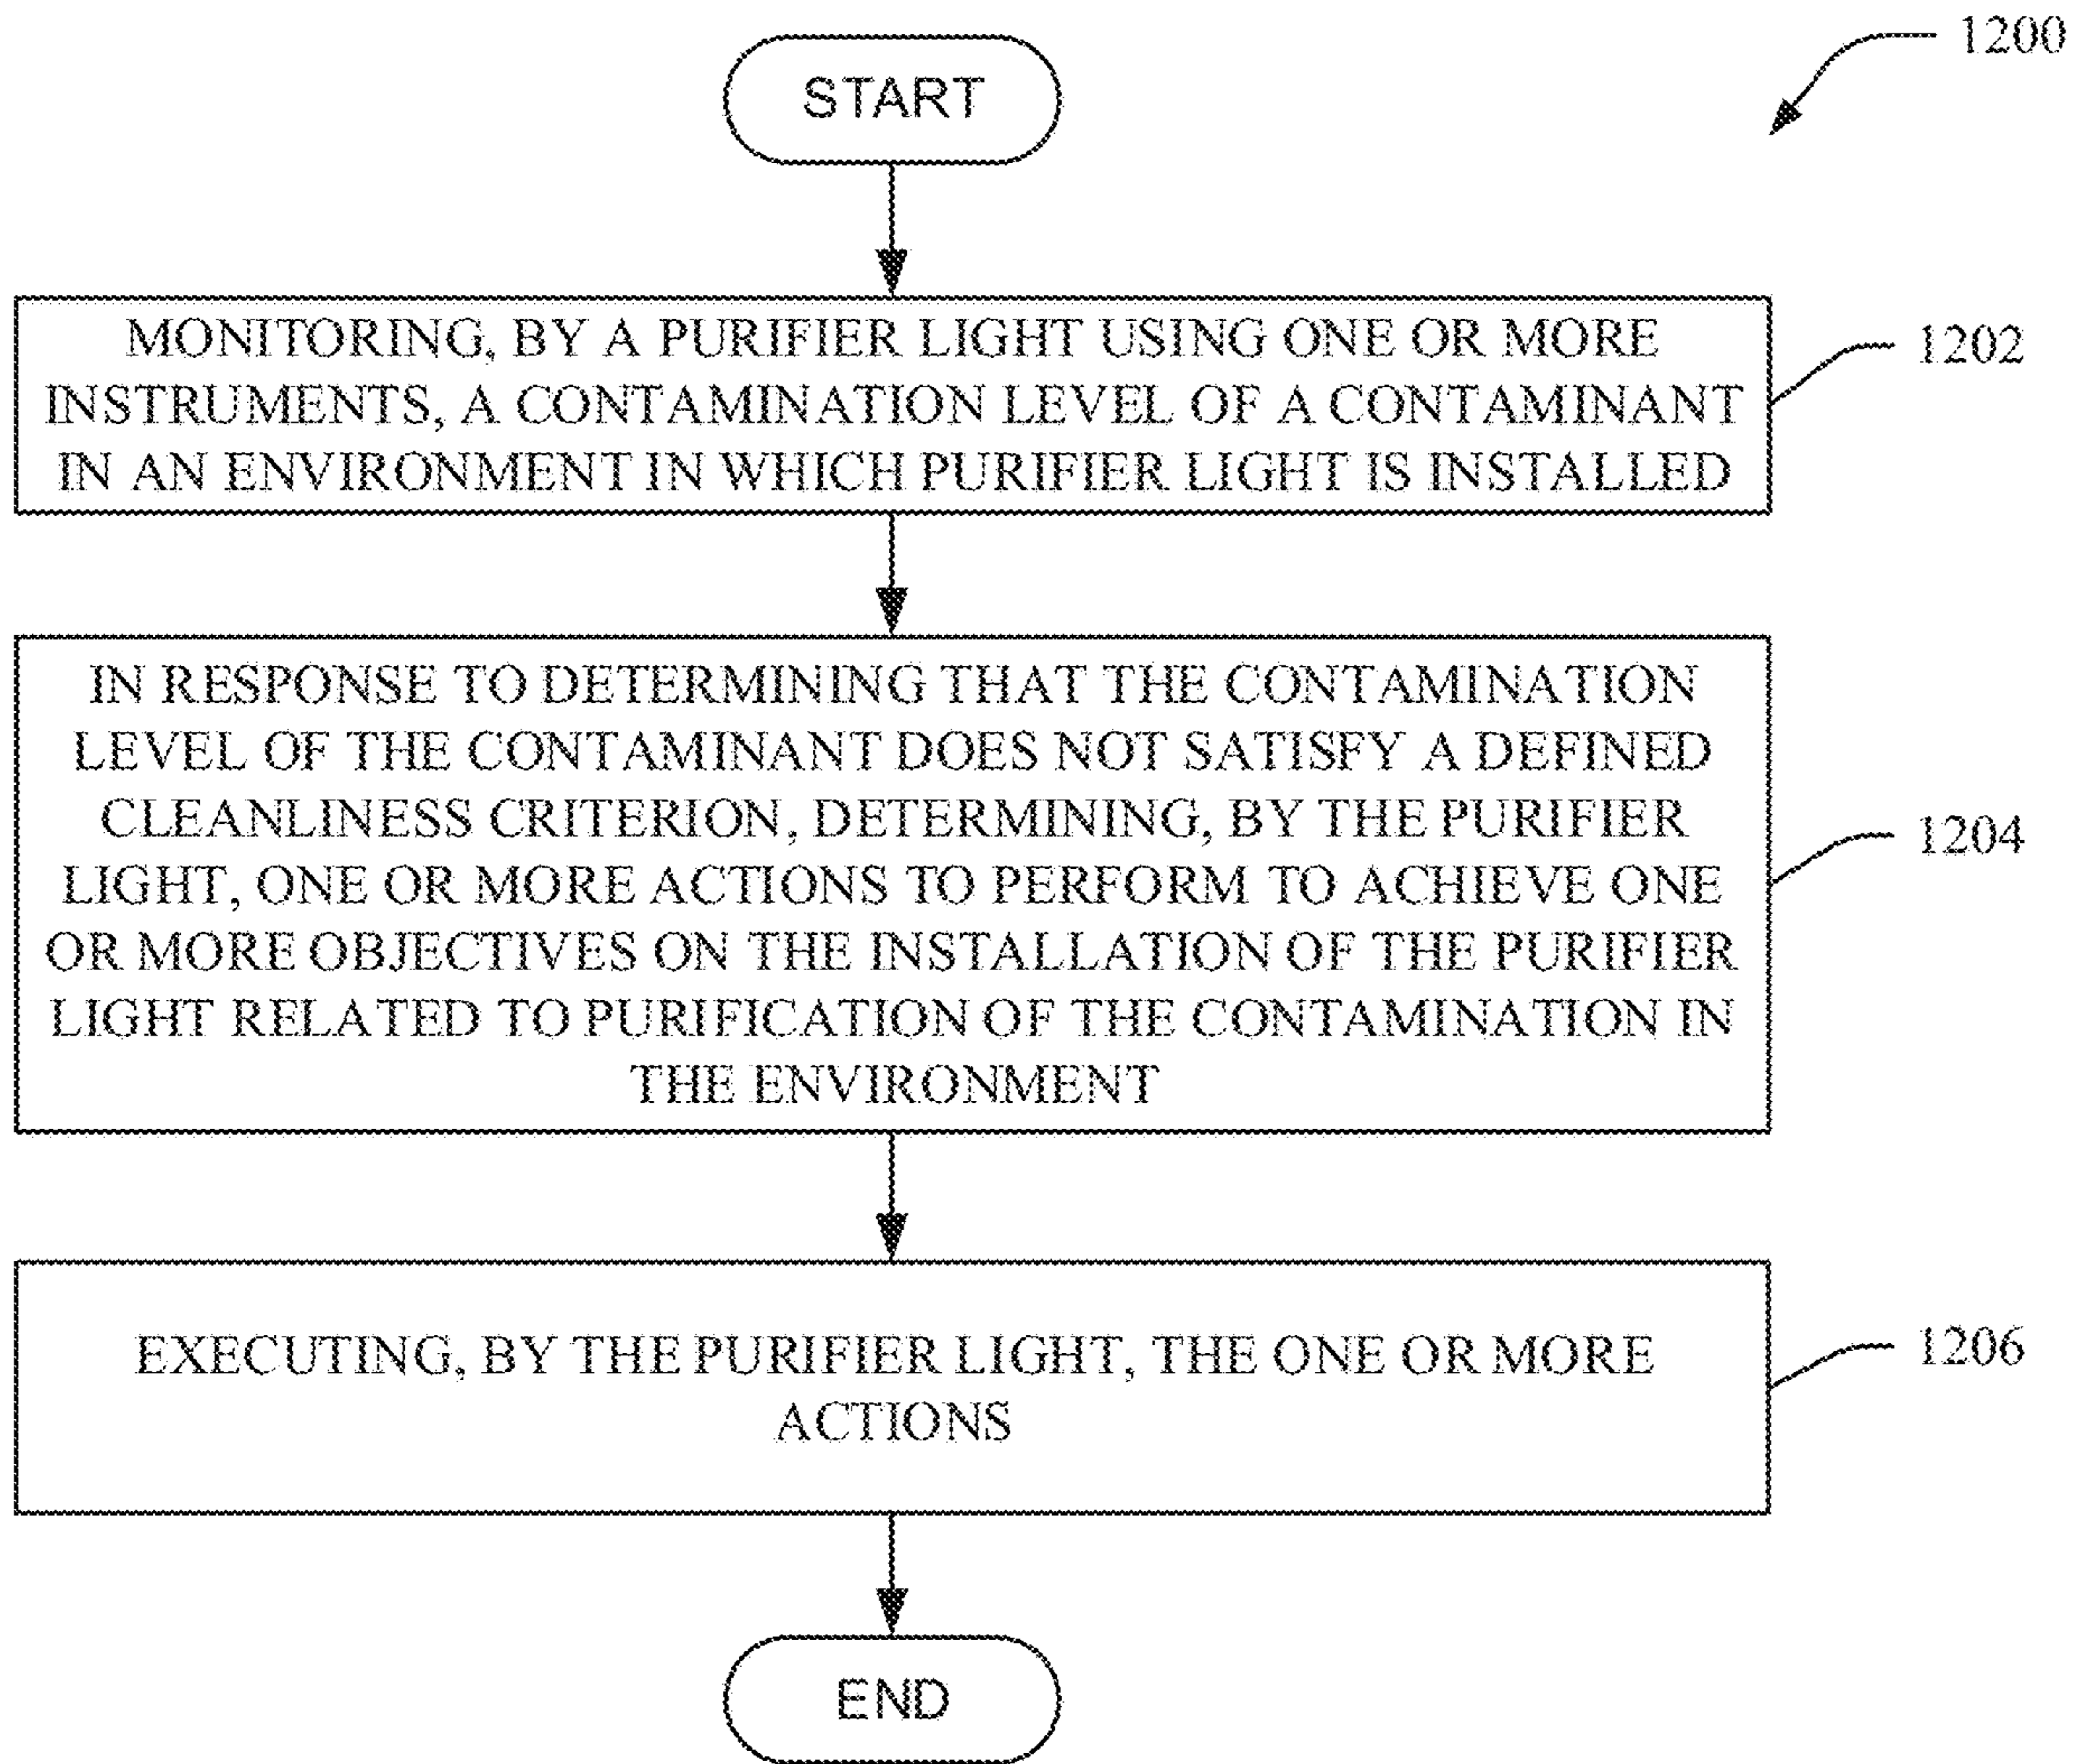 1200
START
MONITORING, BY A PURIFIER LIGHT USING ONE OR MORE
INSTRUMENTS, A CONTAMINATION LEVEL OF A CONTAMINANT
IN AN ENVIRONMENT IN WHICH PURIFIER LIGHT IS INSTALLED
1202
IN RESPONSE TO DETERMINING THAT THE CONTAMINATION
LEVEL OF THE CONTAMINANT DOES NOT SATISFY A DEFINED
CLEANLINESS CRITERION, DETERMINING, BY THE PURIFIER
LIGHT, ONE OR MORE ACTIONS TO PERFORM TO ACHIEVE ONE
OR MORE OBJECTIVES ON THE INSTALLATION OF THE PURIFIER
LIGHT RELATED TO PURIFICATION OF THE CONTAMINATION IN
THE ENVIRONMENT
1204
EXECUTING, BY THE PURIFIER LIGHT, THE ONE OR MORE
ACTIONS
1206
END